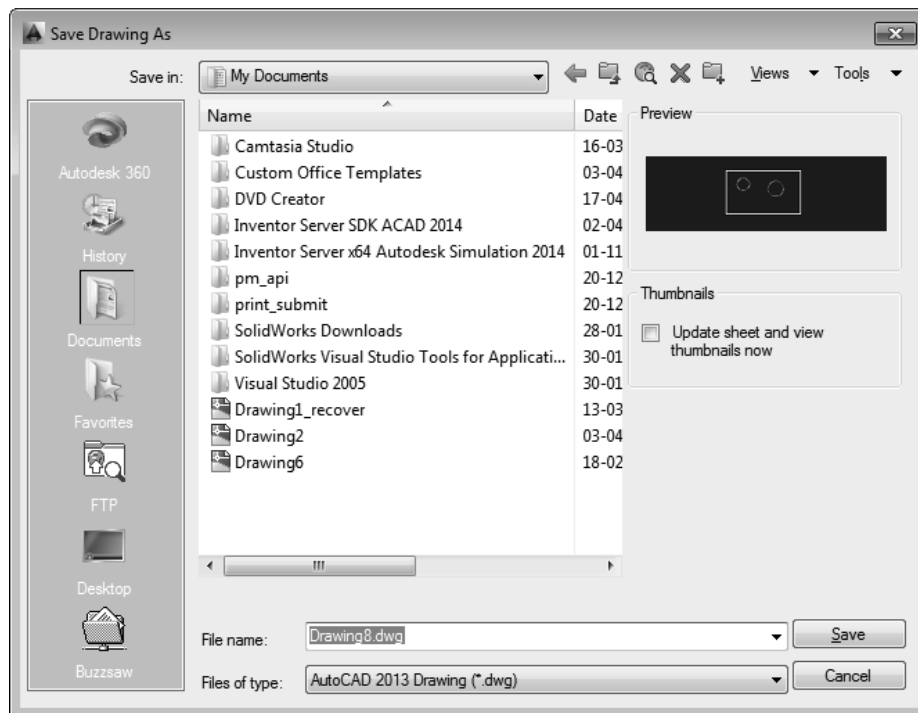 Save Drawing As
Save in:
My Documents
Views
Tools
Autodesk 360
History
Documents
Favorites
FTP
Desktop
Buzzsaw
Name
Date
Camtasia Studio
16-03
Custom Office Templates
03-04
DVD Creator
17-04
Inventor Server SDK ACAD 2014
02-04
Inventor Server x64 Autodesk Simulation 2014
01-11
pm_api
20-12
print_submit
20-12
SolidWorks Downloads
28-01
SolidWorks Visual Studio Tools for Applicati...
30-01
Visual Studio 2005
30-01
Drawing1_recover
13-03
Drawing2
03-04
Drawing6
18-02
Preview
Thumbnails
Update sheet and view
thumbnails now
File name:
Drawing8.dwg
Save
Files of type:
AutoCAD 2013 Drawing (*.dwg)
Cancel